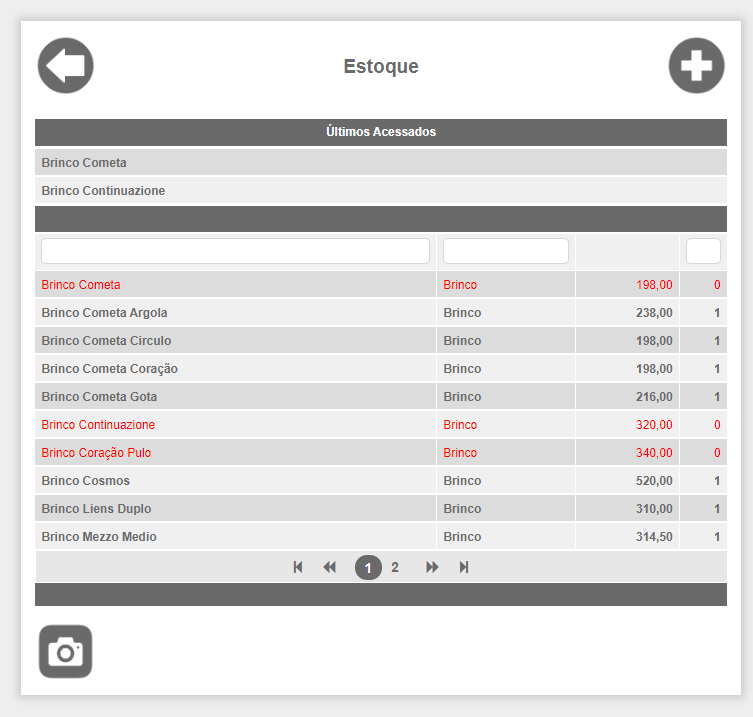 Estoque
Últimos Acessados
Brinco Cometa
Brinco Continuazione
Brinco Cometa Brinco 198,00 0
Brinco Cometa Argola Brinco 238,00 1
Brinco Cometa Circulo Brinco 198,00 1
Brinco Cometa Coração Brinco 198,00 1
Brinco Cometa Gota Brinco 216,00 1
Brinco Continuazione Brinco 320,00 0
Brinco Coração Pulo Brinco 340,00 0
Brinco Cosmos Brinco 520,00 1
Brinco Liens Duplo Brinco 310,00 1
Brinco Mezzo Medio Brinco 314,50 1
1 2